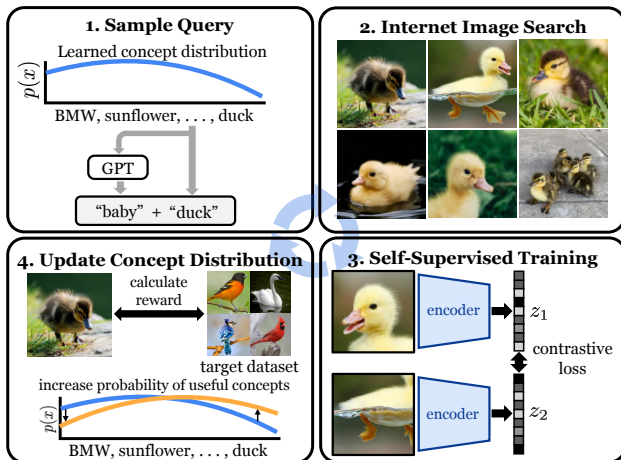 1. Sample Query
Learned concept distribution
p(x)
BMW, sunflower, . . . , duck
GPT
“baby” + “duck”
2. Internet Image Search
4. Update Concept Distribution
calculate
reward
target dataset
increase probability of useful concepts
p(x)
BMW, sunflower, . . . , duck
3. Self-Supervised Training
encoder
z1
contrastive
loss
encoder
z2